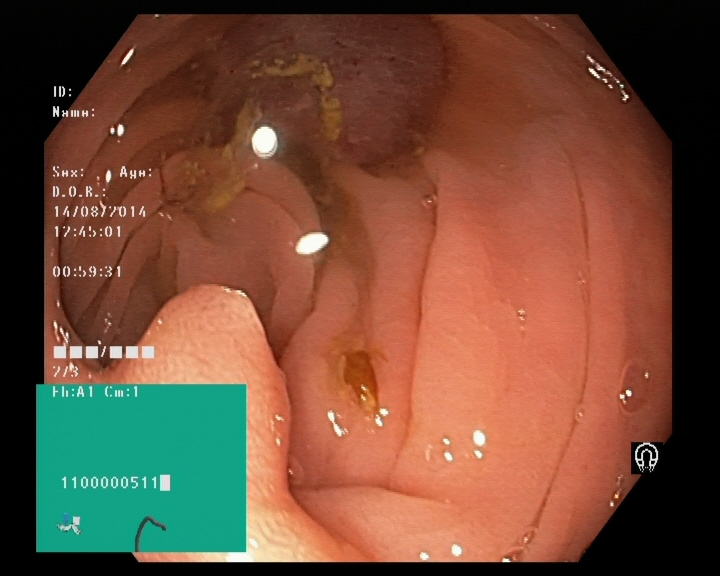 ID:
Name:
Sex: Age:
D.O.B.:
14/08/2014
12:45:01
00:59:31
■■■/■■■
2/3
Eh:A1 Cm:1
1100000511